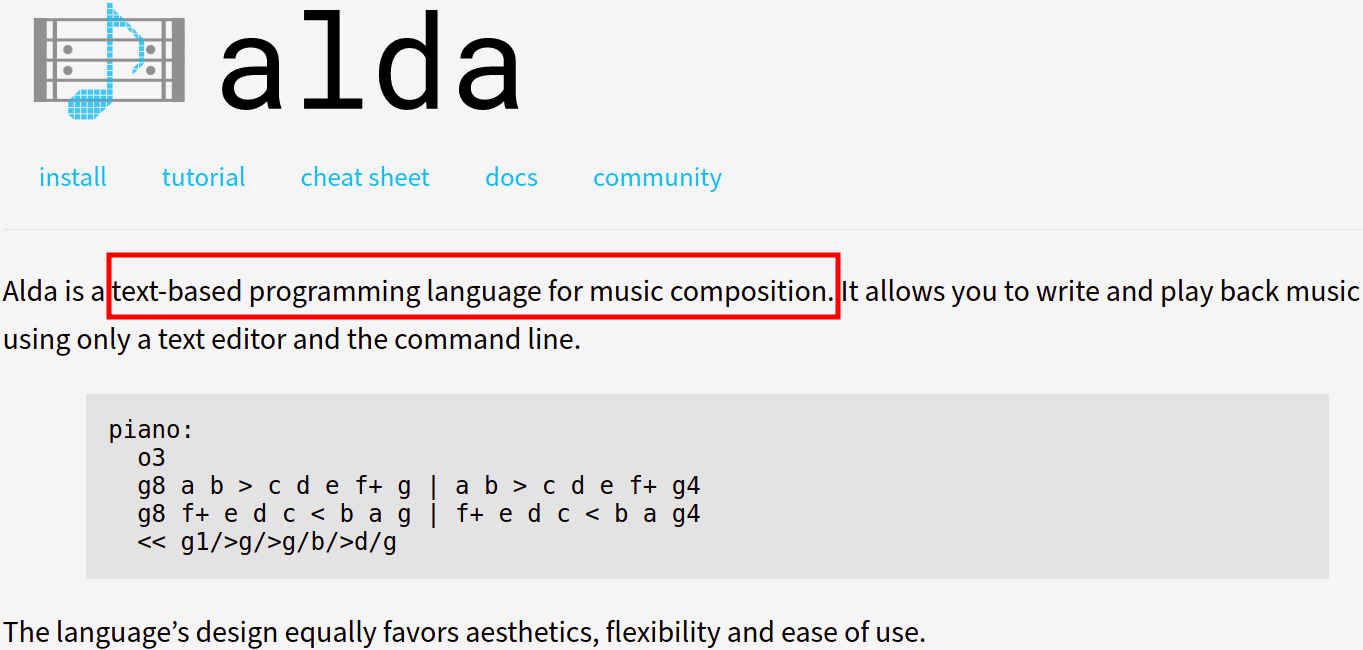 alda
install tutorial cheat sheet docs community
Alda is a text-based programming language for music composition. It allows you to write and play back music
using only a text editor and the command line.
piano:
  o3
  g8 a b > c d e f+ g | a b > c d e f+ g4
  g8 f+ e d c < b a g | f+ e d c < b a g4
  << g1/>g/>g/b/>d/g
The language’s design equally favors aesthetics, flexibility and ease of use.